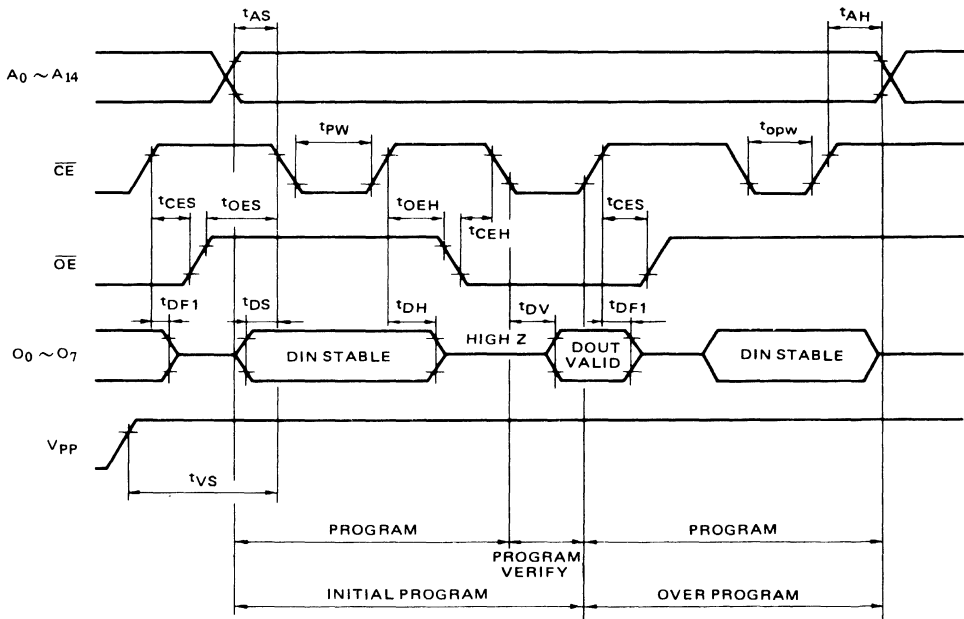 tAS
tAH
A0 ~ A14
tPW
topw
CE
tCES
tOES
tOEH
tCEH
tCES
OE
tDF1
tDS
tDH
tDV
tDF1
O0 ~ O7
DIN STABLE
HIGH Z
DOUT
VALID
DIN STABLE
VPP
tVS
PROGRAM
PROGRAM
VERIFY
PROGRAM
INITIAL PROGRAM
OVER PROGRAM